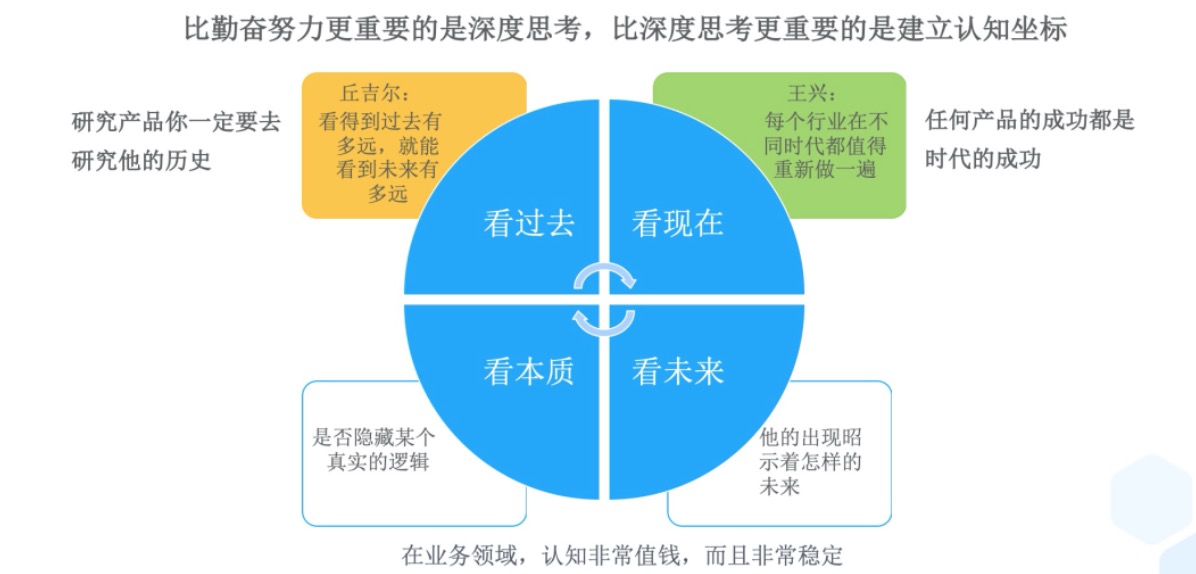 比勤奋努力更重要的是深度思考，比深度思考更重要的是建立认知坐标
研究产品你一定要去
研究他的历史
丘吉尔：
看得到过去有
多远，就能
看到未来有
多远
王兴：
每个行业在不
同时代都值得
重新做一遍
任何产品的成功都是
时代的成功
看过去
看现在
看本质
看未来
是否隐藏某个
真实的逻辑
他的出现昭
示着怎样的
未来
在业务领域，认知非常值钱，而且非常稳定